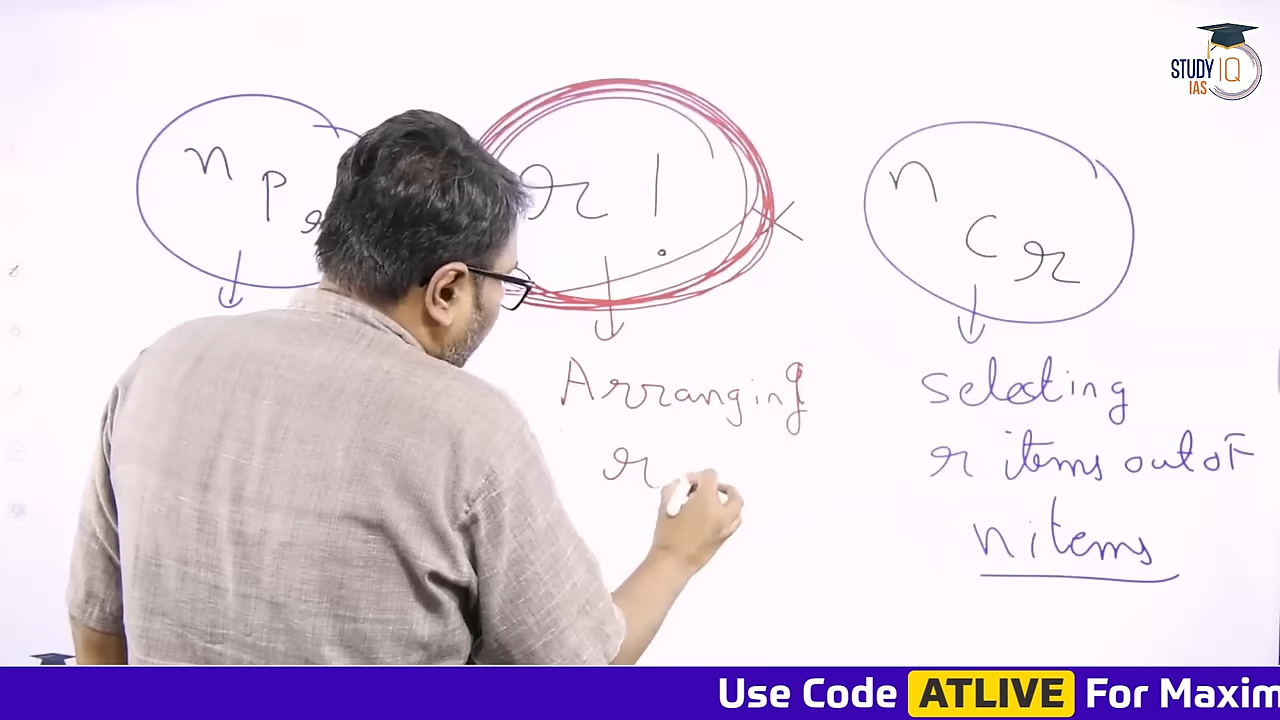 STUDY IQ
IAS
n P r
r !
n C r
Arranging
r
Selecting
r items out of
n items
Use Code ATLIVE For Maxim